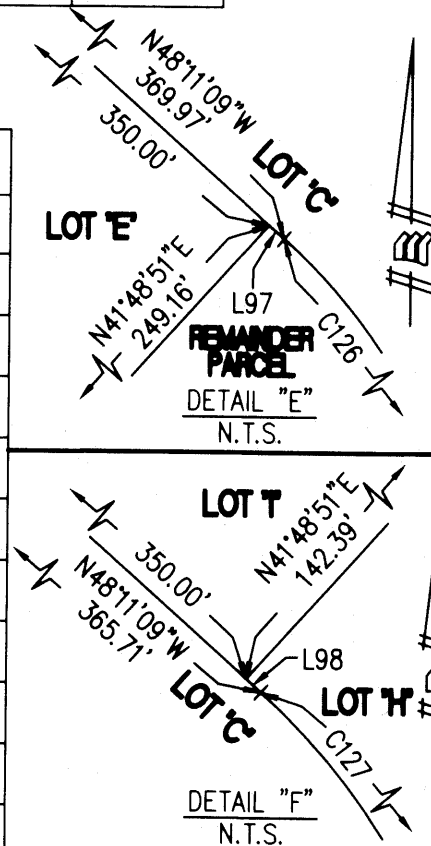 N48°11'09"W
369.97'
350.00'
LOT "C"
LOT "E"
N41°48'51"E
249.16'
L97
C126
REMAINDER
PARCEL
DETAIL "E"
N.T.S.
LOT "I"
N41°48'51"E
142.39'
350.00'
N48°11'09"W
365.71'
L98
LOT "C"
LOT "H"
C127
DETAIL "F"
N.T.S.